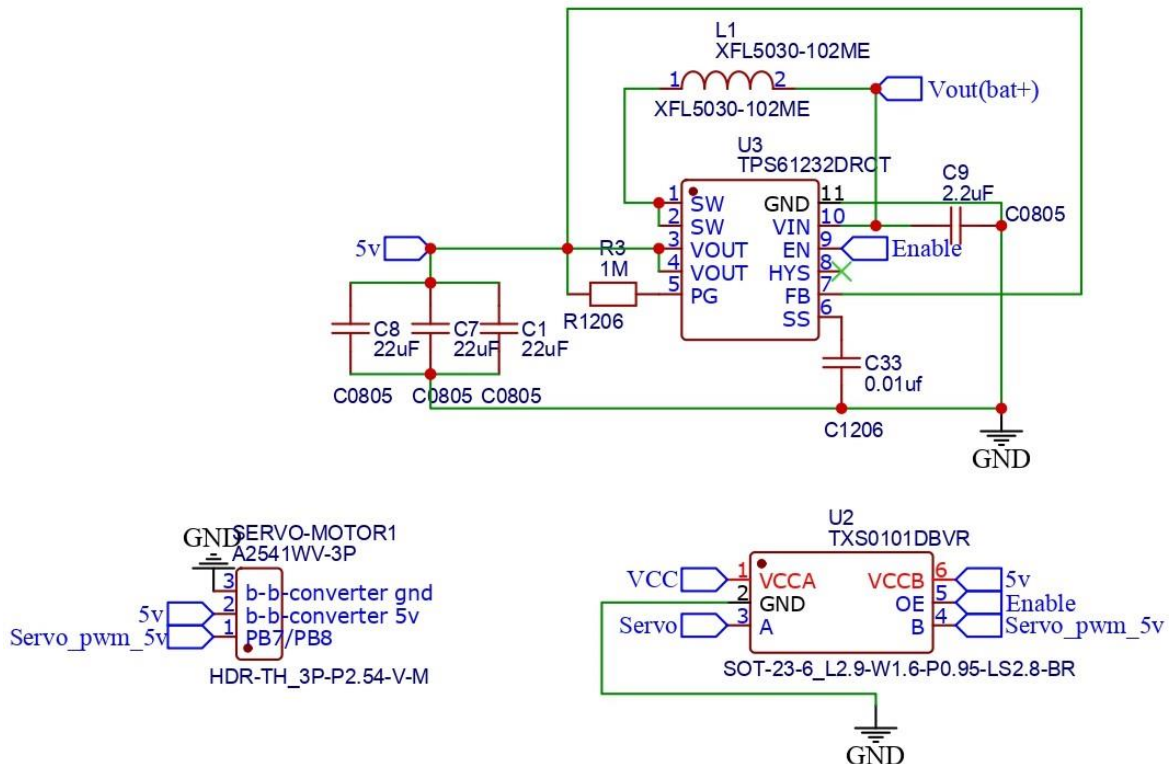 L1
XFL5030-102ME
1
2
Vout(bat+)
XFL5030-102ME
U3
TPS61232DRCT
C9
2.2uF
C0805
1
SW
GND
11
2
SW
VIN
10
5v
3
VOUT
EN
9
Enable
R3
1M
4
VOUT
HYS
8
5
PG
FB
7
R1206
SS
6
C8
22uF
C7
22uF
C1
22uF
C33
0.01uf
C0805
C0805
C0805
C1206
GND
GND
SERVO-MOTOR1
A2541WV-3P
3
b-b-converter gnd
5v
2
b-b-converter 5v
Servo_pwm_5v
1
PB7/PB8
HDR-TH_3P-P2.54-V-M
U2
TXS0101DBVR
VCC
1
VCCA
VCCB
6
5v
2
GND
OE
5
Enable
Servo
3
A
B
4
Servo_pwm_5v
SOT-23-6_L2.9-W1.6-P0.95-LS2.8-BR
GND